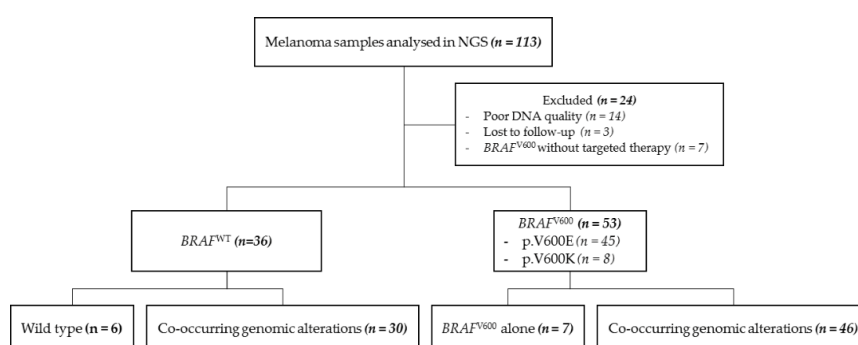 Melanoma samples analysed in NGS (n = 113)
Excluded (n = 24)
- Poor DNA quality (n = 14)
- Lost to follow-up (n = 3)
- BRAFV600 without targeted therapy (n = 7)
BRAFWT (n=36)
BRAFV600 (n = 53)
- p.V600E (n = 45)
- p.V600K (n = 8)
Wild type (n = 6)
Co-occurring genomic alterations (n = 30)
BRAFV600 alone (n = 7)
Co-occurring genomic alterations (n = 46)